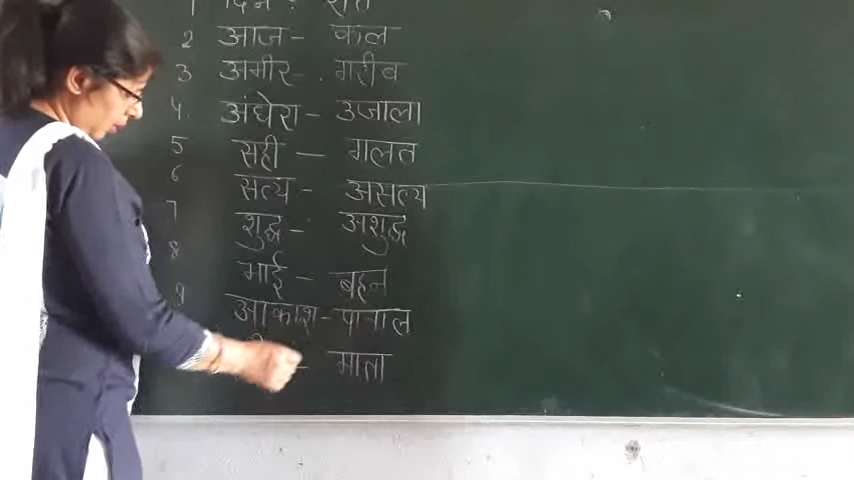 1 दिन - रात
2 आज - कल
3 अमीर - गरीब
4. अंधेरा - उजाला
5 सही - गलत
6 सत्य - असत्य
7 शुद्ध - अशुद्ध
8 भाई - बहन
9 आकाश - पाताल
- माता